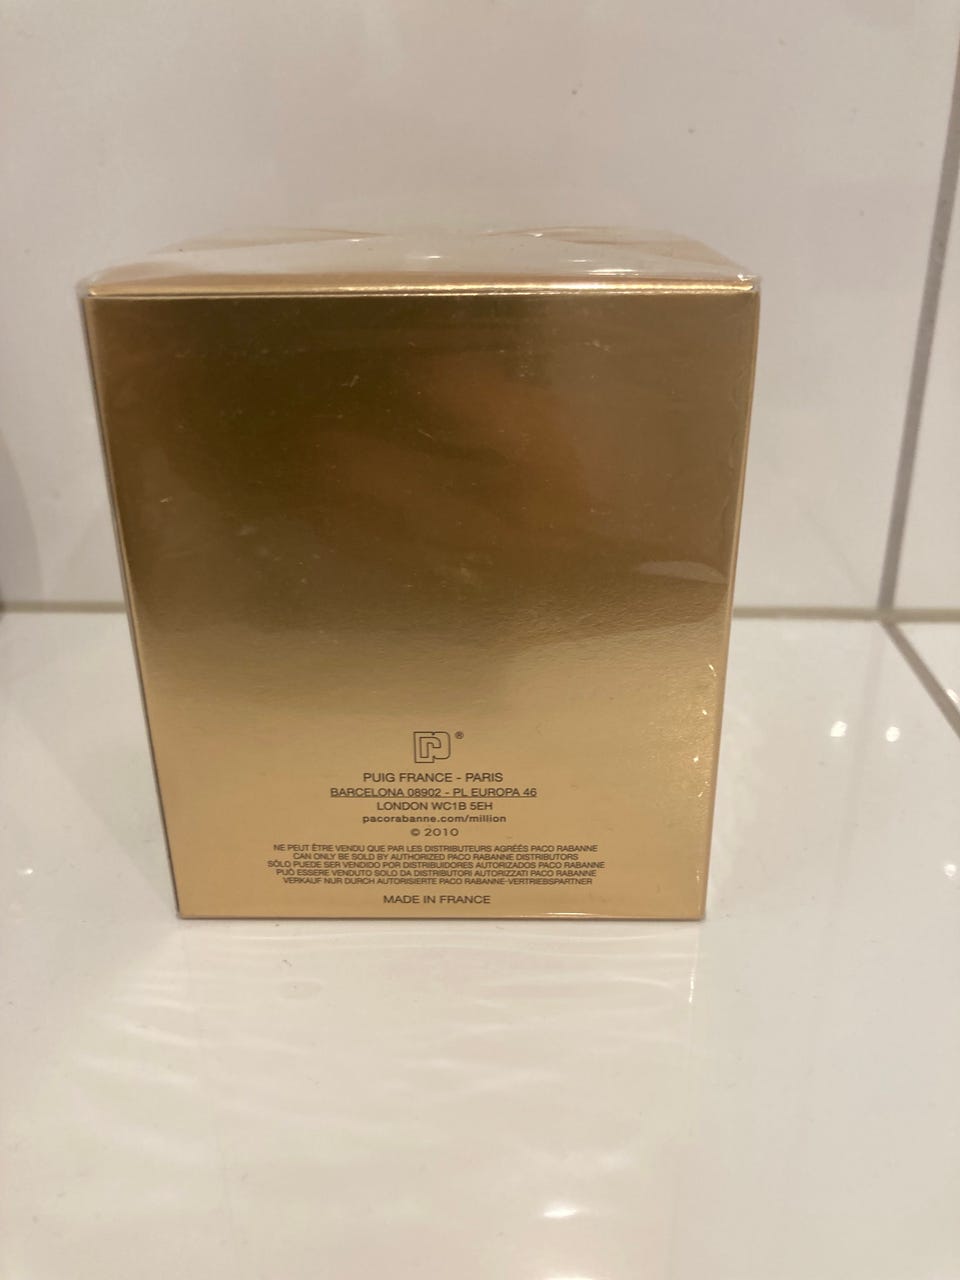 ®
PUIG FRANCE - PARIS
BARCELONA 08902 - PL EUROPA 46
LONDON WC1B 5EH
pacorabanne.com/million
© 2010
NE PEUT ÊTRE VENDU QUE PAR LES DISTRIBUTEURS AGRÉÉS PACO RABANNE
CAN ONLY BE SOLD BY AUTHORIZED PACO RABANNE DISTRIBUTORS
SÓLO PUEDE SER VENDIDO POR DISTRIBUIDORES AUTORIZADOS PACO RABANNE
PUÒ ESSERE VENDUTO SOLO DA DISTRIBUTORI AUTORIZZATI PACO RABANNE
VERKAUF NUR DURCH AUTORISIERTE PACO RABANNE-VERTRIEBSPARTNER
MADE IN FRANCE